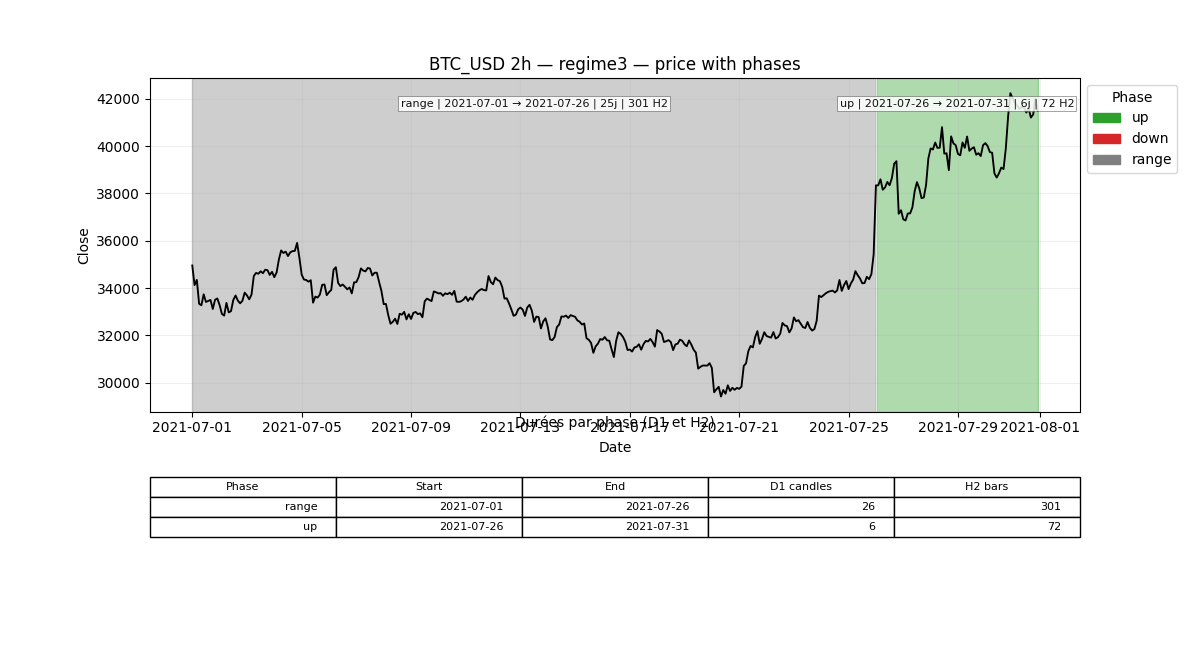 BTC_USD 2h — regime3 — price with phases
range | 2021-07-01 → 2021-07-26 | 25j | 301 H2
up | 2021-07-26 → 2021-07-31 | 6j | 72 H2
Phase
up
down
range
Close
42000
40000
38000
36000
34000
32000
30000
Durées par phase (D1 et H2)
2021-07-01 2021-07-05 2021-07-09 2021-07-13 2021-07-17 2021-07-21 2021-07-25 2021-07-29 2021-08-01
Date
Phase Start End D1 candles H2 bars
range 2021-07-01 2021-07-26 26 301
up 2021-07-26 2021-07-31 6 72